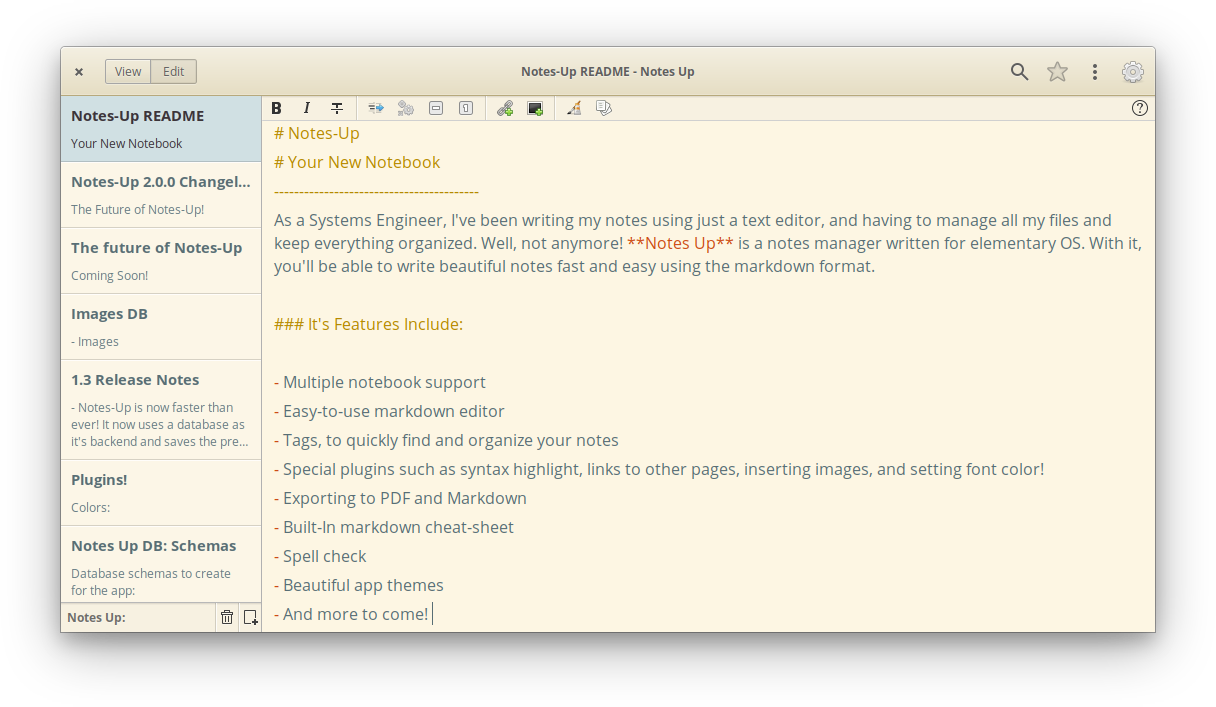 View Edit Notes-Up README - Notes Up
Notes-Up README
Your New Notebook
Notes-Up 2.0.0 Changel...
The Future of Notes-Up!
The future of Notes-Up
Coming Soon!
Images DB
- Images
1.3 Release Notes
- Notes-Up is now faster than
ever! It now uses a database as
it's backend and saves the pre...
Plugins!
Colors:
Notes Up DB: Schemas
Database schemas to create
for the app:
Notes Up:
B I T
# Notes-Up
# Your New Notebook
-----------------------------------------
As a Systems Engineer, I've been writing my notes using just a text editor, and having to manage all my files and
keep everything organized. Well, not anymore! **Notes Up** is a notes manager written for elementary OS. With it,
you'll be able to write beautiful notes fast and easy using the markdown format.
### It's Features Include:
- Multiple notebook support
- Easy-to-use markdown editor
- Tags, to quickly find and organize your notes
- Special plugins such as syntax highlight, links to other pages, inserting images, and setting font color!
- Exporting to PDF and Markdown
- Built-In markdown cheat-sheet
- Spell check
- Beautiful app themes
- And more to come!